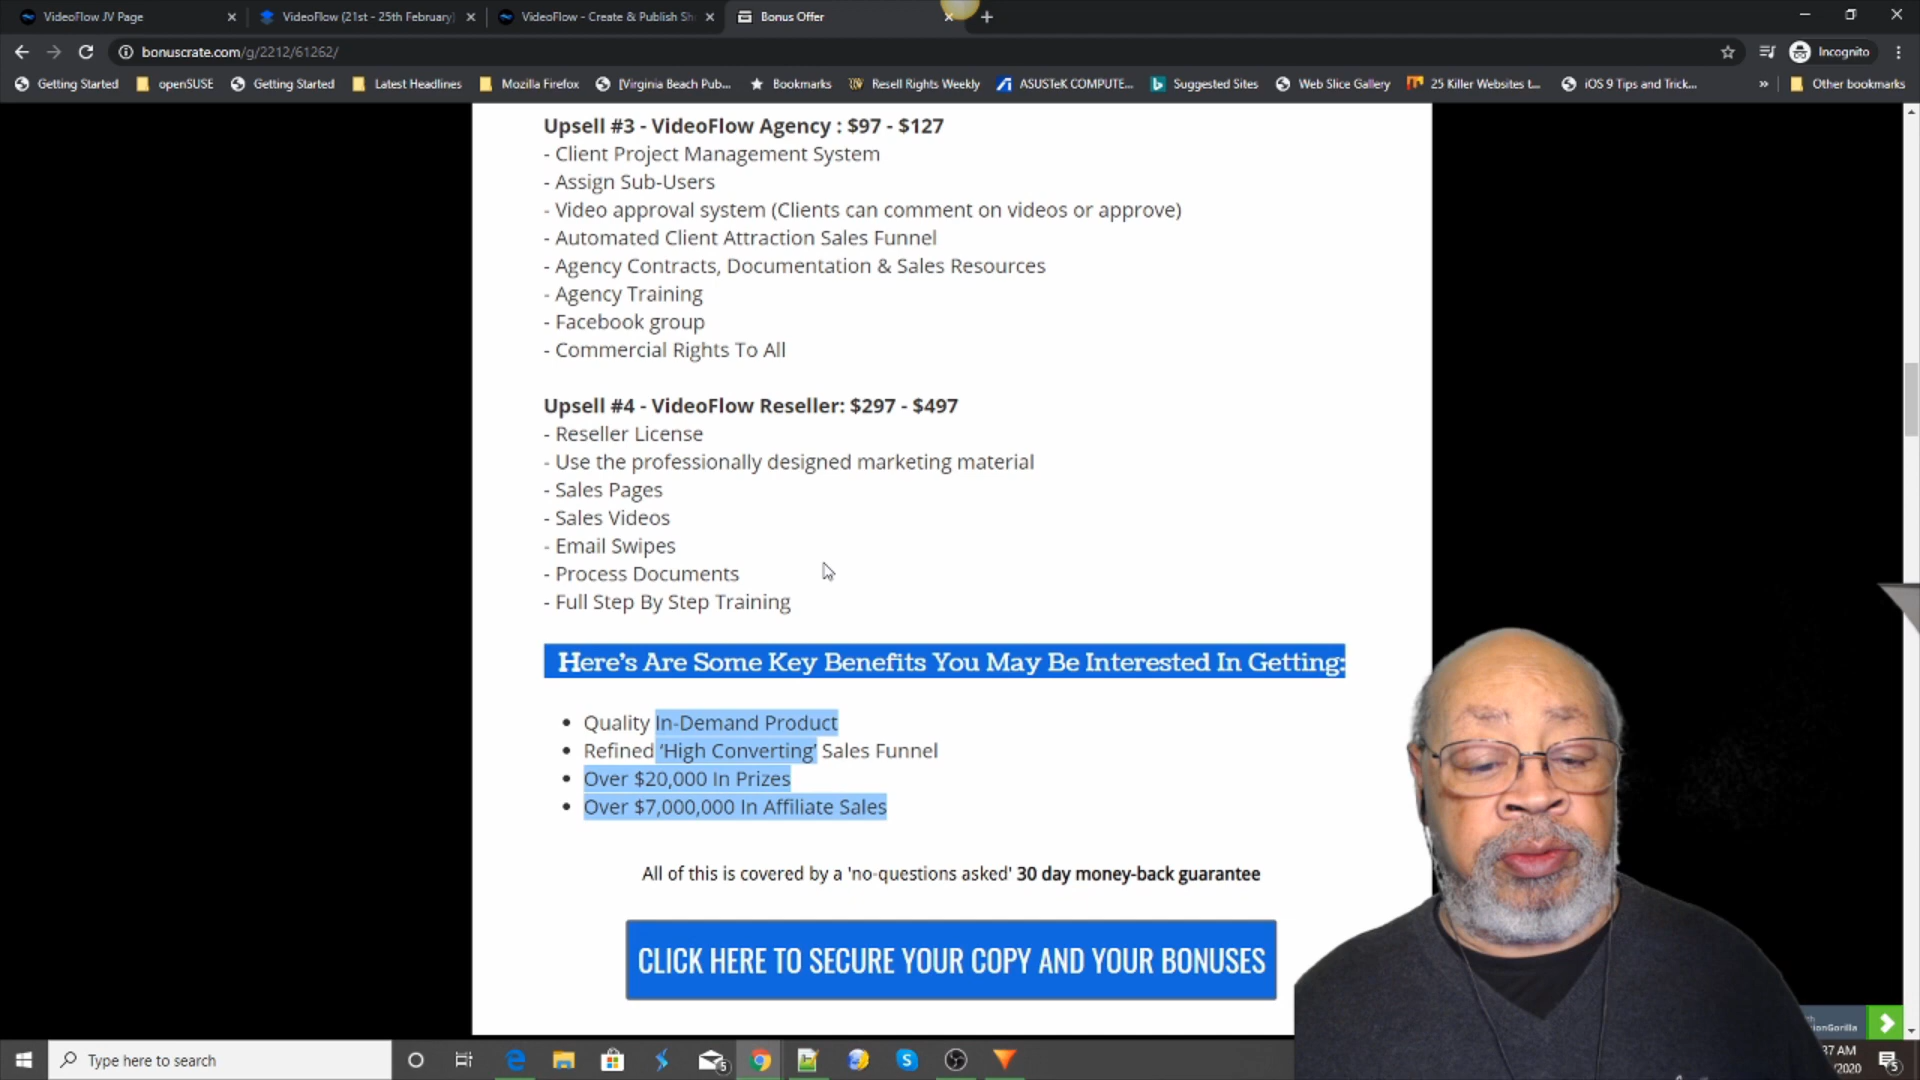 VideoFlow JV Page
VideoFlow (21st - 25th February)
VideoFlow - Create & Publish Sh
Bonus Offer
bonuscrate.com/g/2212/61262/
Incognito
Getting Started
openSUSE
Getting Started
Latest Headlines
Mozilla Firefox
[Virginia Beach Pub...
Bookmarks
Resell Rights Weekly
ASUSTeK COMPUTE...
Suggested Sites
Web Slice Gallery
25 Killer Websites t...
iOS 9 Tips and Trick...
»
Other bookmarks
Upsell #3 - VideoFlow Agency : $97 - $127
- Client Project Management System
- Assign Sub-Users
- Video approval system (Clients can comment on videos or approve)
- Automated Client Attraction Sales Funnel
- Agency Contracts, Documentation & Sales Resources
- Agency Training
- Facebook group
- Commercial Rights To All
Upsell #4 - VideoFlow Reseller: $297 - $497
- Reseller License
- Use the professionally designed marketing material
- Sales Pages
- Sales Videos
- Email Swipes
- Process Documents
- Full Step By Step Training
Here's Are Some Key Benefits You May Be Interested In Getting:
• Quality In-Demand Product
• Refined 'High Converting' Sales Funnel
• Over $20,000 In Prizes
• Over $7,000,000 In Affiliate Sales
All of this is covered by a 'no-questions asked' 30 day money-back guarantee
CLICK HERE TO SECURE YOUR COPY AND YOUR BONUSES
ionGorilla
Type here to search
5
:37 AM
/2020
5